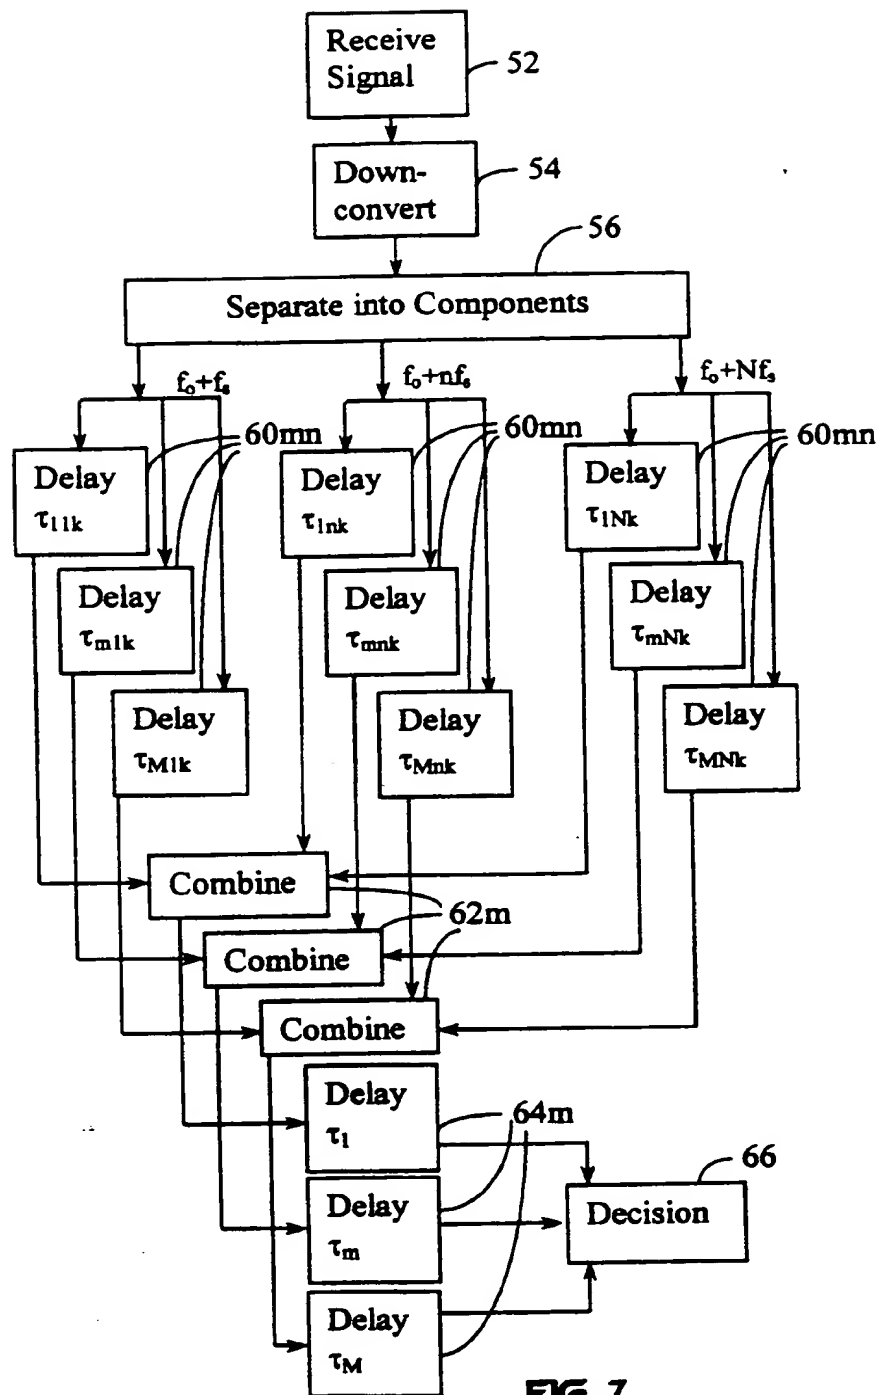 Receive
Signal
52
Down-
convert
54
56
Separate into Components
f₀+fₛ
f₀+nfₛ
f₀+Nfₛ
60mn
60mn
60mn
Delay
τ₁₁ₖ
Delay
τ₁ₙₖ
Delay
τ₁Nₖ
Delay
τₘ₁ₖ
Delay
τₘₙₖ
Delay
τₘNₖ
Delay
τM₁ₖ
Delay
τMₙₖ
Delay
τMNₖ
Combine
62m
Combine
Combine
Delay
τ₁
64m
66
Delay
τₘ
Decision
Delay
τM
FIG. 7